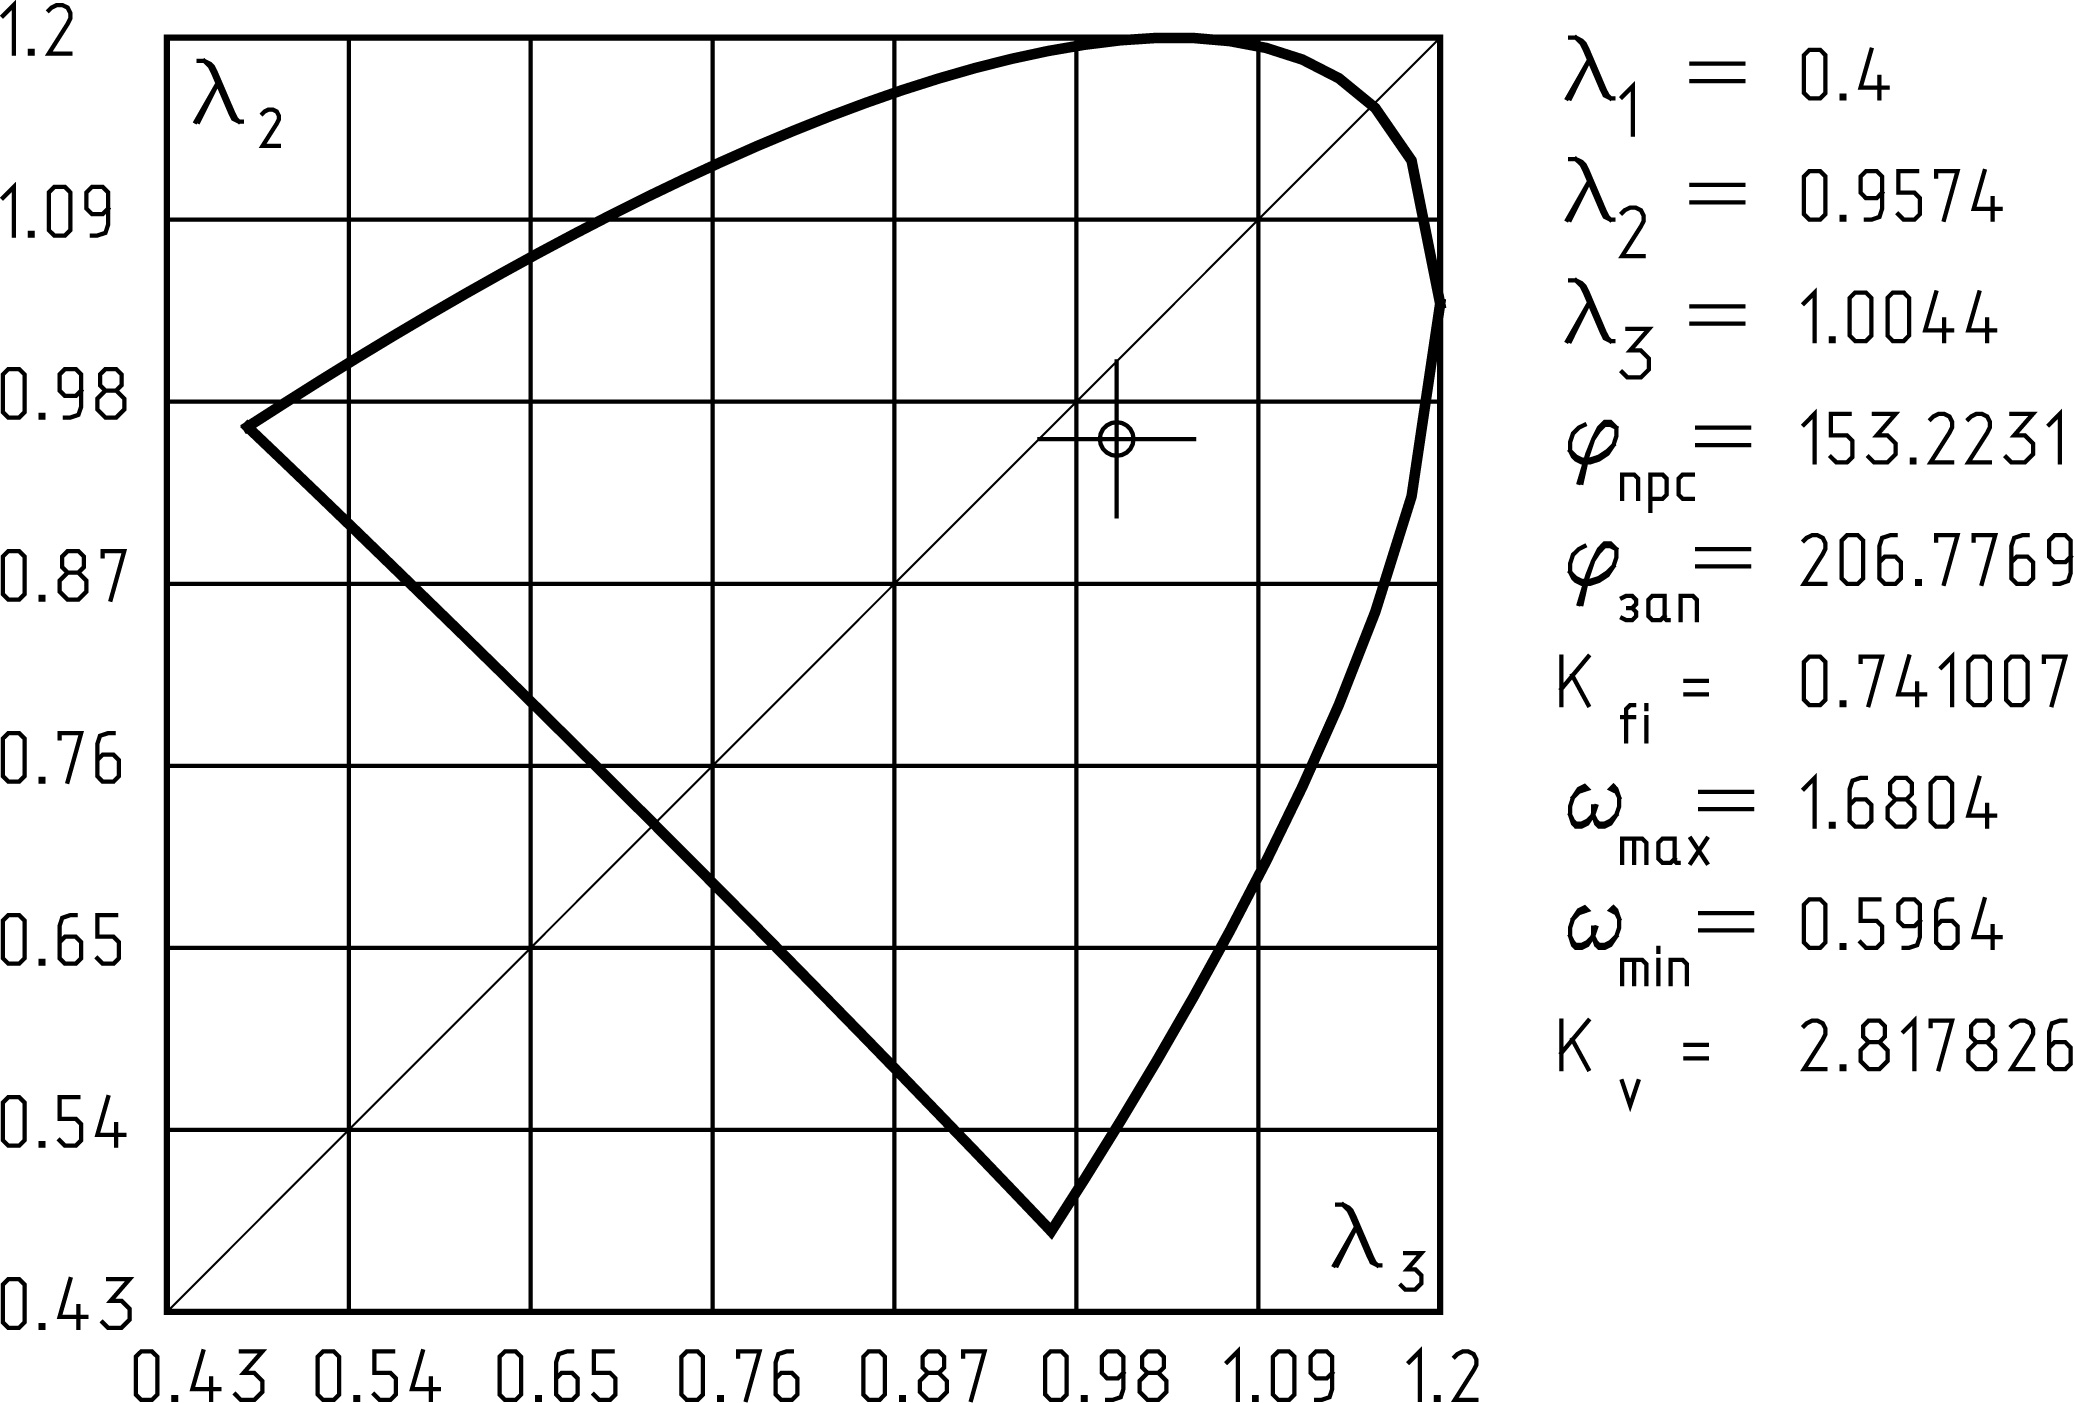 1.2
1.09
0.98
0.87
0.76
0.65
0.54
0.43
λ2
λ3
0.43 0.54 0.65 0.76 0.87 0.98 1.09 1.2
λ1 = 0.4
λ2 = 0.9574
λ3 = 1.0044
φпрс = 153.2231
φзап = 206.7769
K fi = 0.741007
ωmax = 1.6804
ωmin = 0.5964
K v = 2.817826